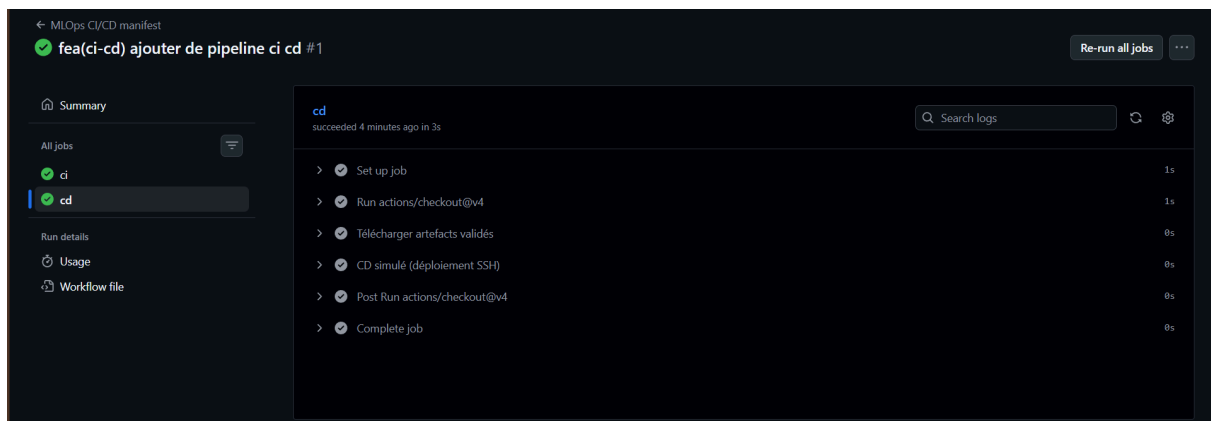 ← MLOps CI/CD manifest
fea(ci-cd) ajouter de pipeline ci cd #1
Re-run all jobs
Summary
All jobs
ci
cd
Run details
Usage
Workflow file
cd
succeeded 4 minutes ago in 3s
Search logs
Set up job 1s
Run actions/checkout@v4 1s
Télécharger artefacts validés 0s
CD simulé (déploiement SSH) 0s
Post Run actions/checkout@v4 0s
Complete job 0s